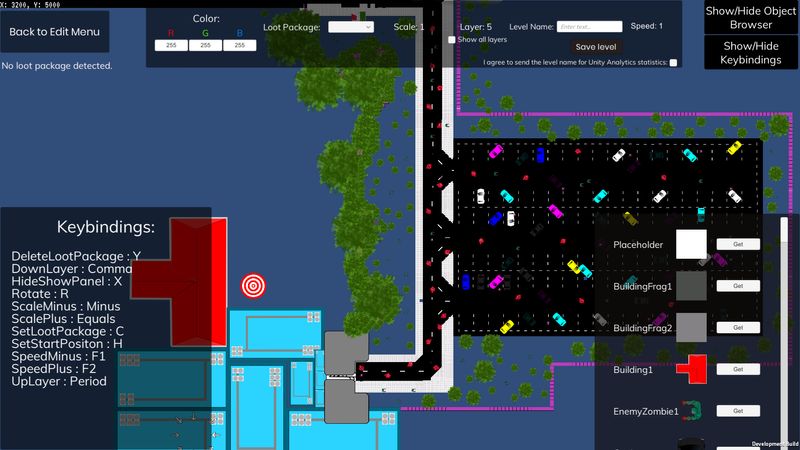 X: 3200, Y: 5000
Back to Edit Menu
No loot package detected.
Color:
R G B
255 255 255
Loot Package:
Scale: 1
Layer: 5
Show all layers
Level Name: Enter text...
Speed: 1
Save level
I agree to send the level name for Unity Analytics statistics:
Show/Hide Object
Browser
Show/Hide
Keybindings
Keybindings:
DeleteLootPackage : Y
DownLayer : Comma
HideShowPanel : X
Rotate : R
ScaleMinus : Minus
ScalePlus : Equals
SetLootPackage : C
SetStartPositon : H
SpeedMinus : F1
SpeedPlus : F2
UpLayer : Period
Placeholder Get
BuildingFrag1 Get
BuildingFrag2 Get
Building1 Get
EnemyZombie1 Get
Development Build